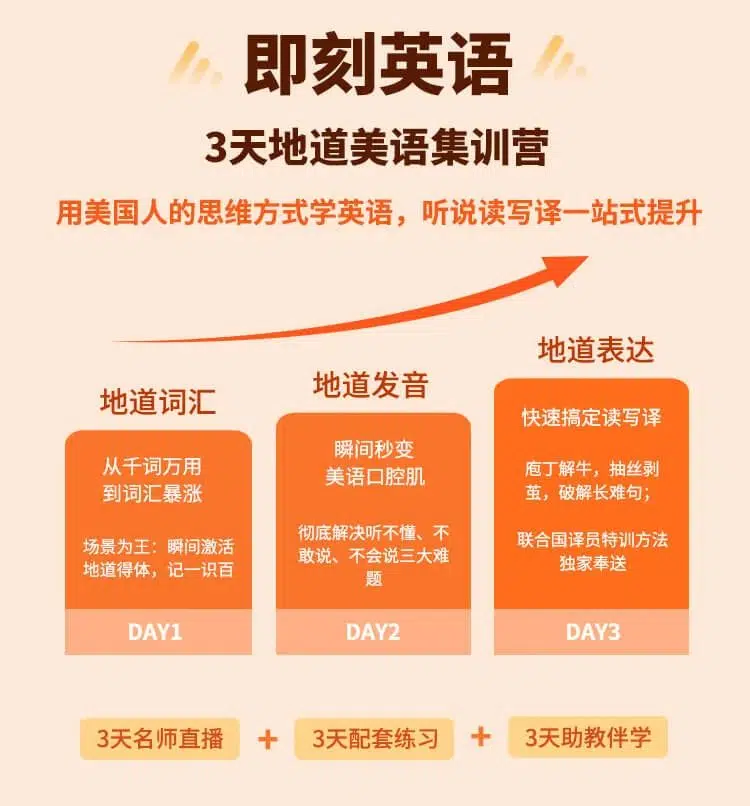 即刻英语
3天地道美语集训营
用美国人的思维方式学英语，听说读写译一站式提升
地道词汇
从千词万用
到词汇暴涨
场景为王：瞬间激活
地道得体，记一识百
DAY1
地道发音
瞬间秒变
美语口腔肌
彻底解决听不懂、不
敢说、不会说三大难
题
DAY2
地道表达
快速搞定读写译
庖丁解牛，抽丝剥
茧，破解长难句；
联合国译员特训方法
独家奉送
DAY3
3天名师直播 + 3天配套练习 + 3天助教伴学